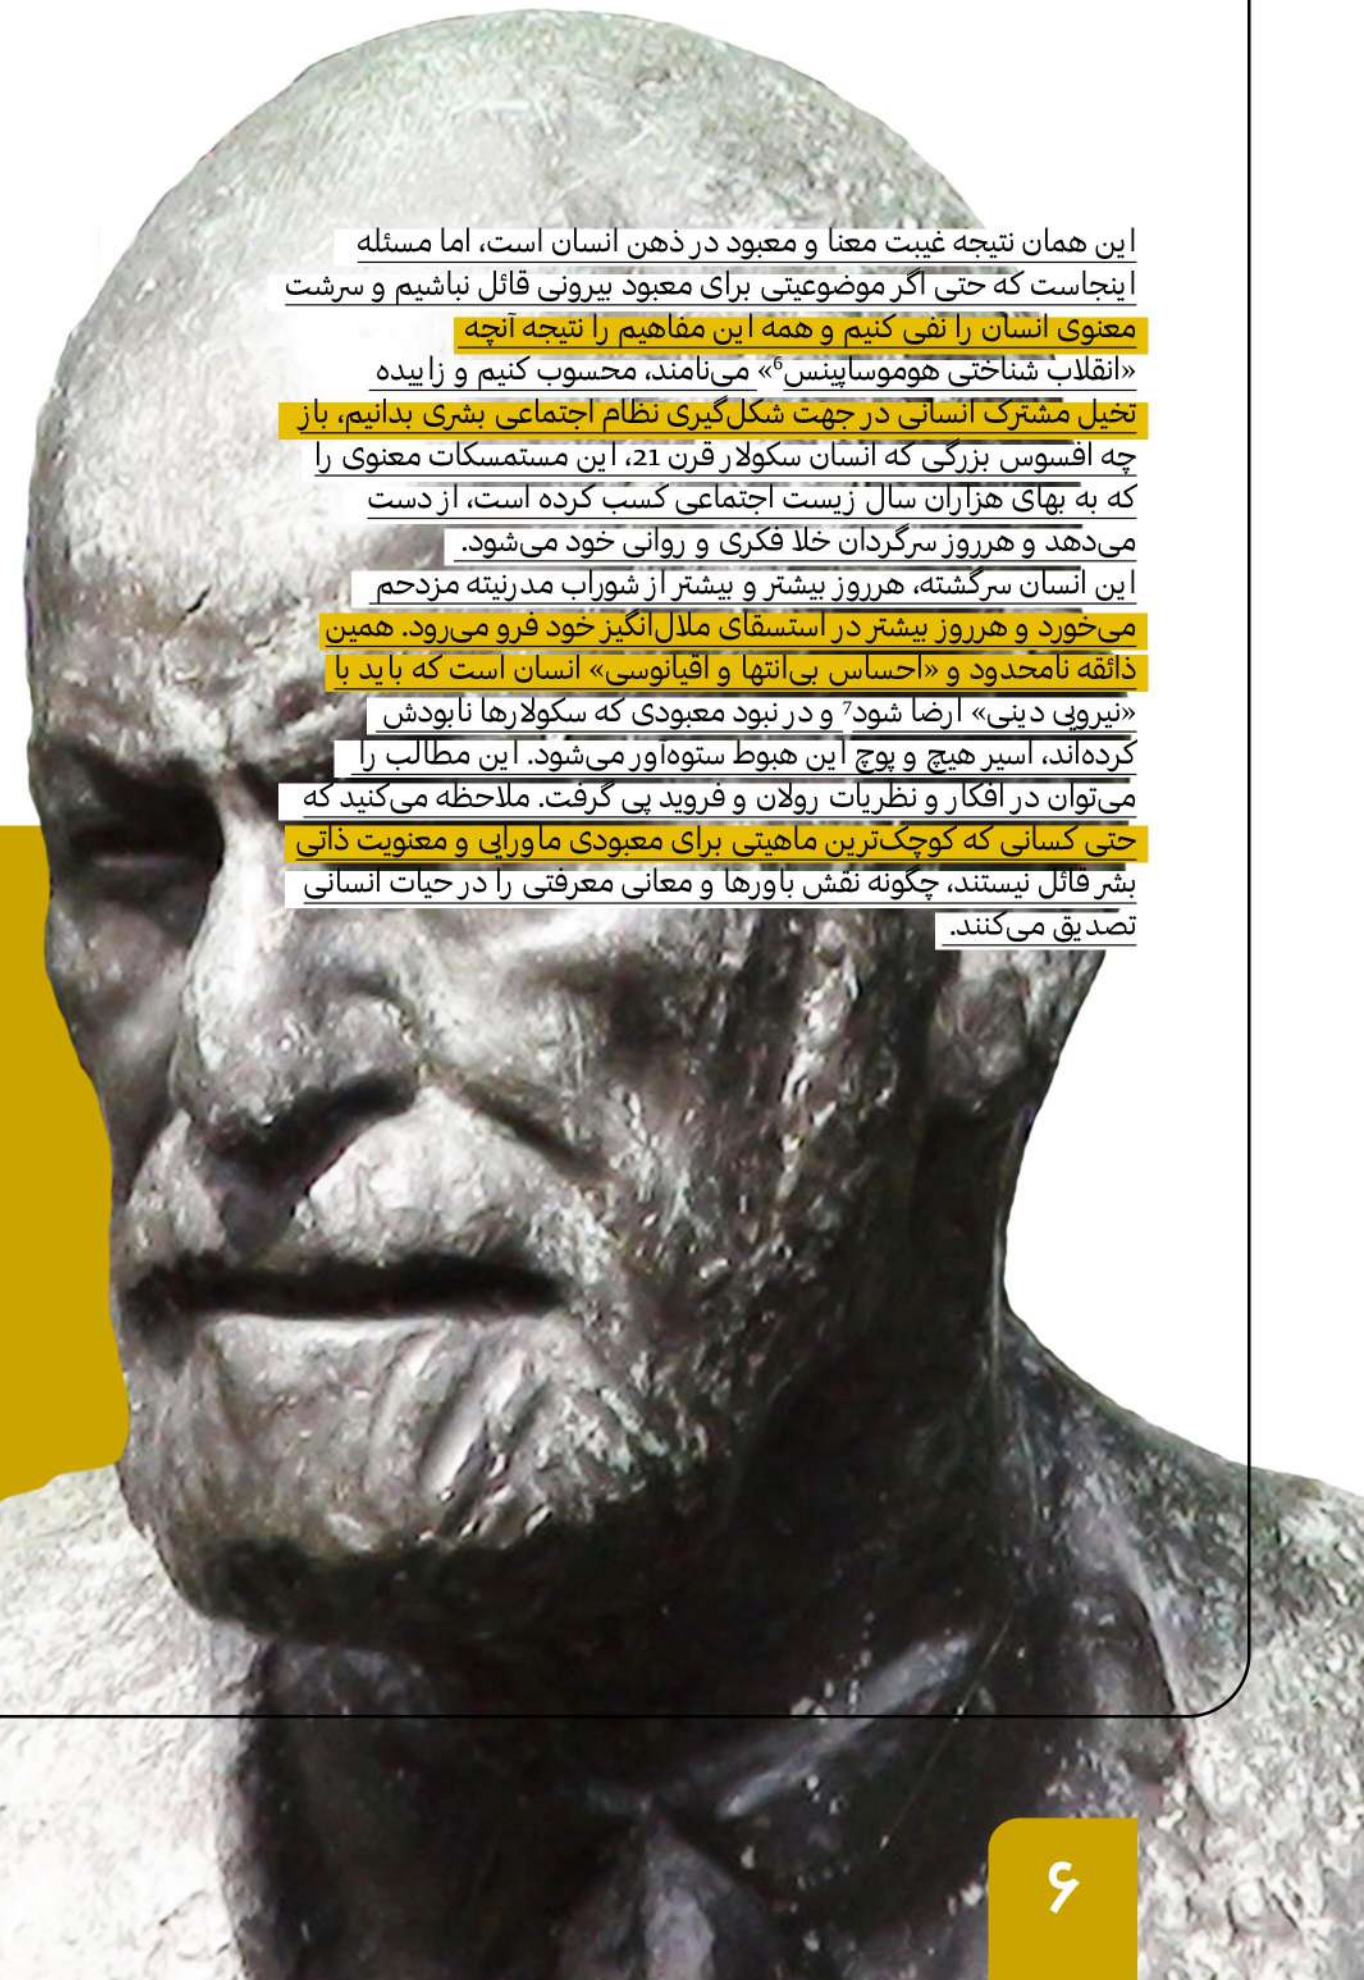 این همان نتیجه غیبت معنا و معبود در ذهن انسان است، اما مسئله
اینجاست که حتی اگر موضوعیتی برای معبود بیرونی قائل نباشیم و سرشت
معنوی انسان را نفی کنیم و همه این مفاهیم را نتیجه آنچه
«انقلاب شناختی هوموساپینس⁶» می‌نامند، محسوب کنیم و زاییده
تخیل مشترک انسانی در جهت شکل‌گیری نظام اجتماعی بشری بدانیم، باز
چه افسوس بزرگی که انسان سکولار قرن 21، این مستمسکات معنوی را
که به بهای هزاران سال زیست اجتماعی کسب کرده است، از دست
می‌دهد و هرروز سرگردان خلا فکری و روانی خود می‌شود.
این انسان سرگشته، هرروز بیشتر و بیشتر از شوراب مدرنیته مزدحم
می‌خورد و هرروز بیشتر در استسقای ملال‌انگیز خود فرو می‌رود. همین
ذائقه نامحدود و «احساس بی‌انتها و اقیانوسی» انسان است که باید با
«نیرویی دینی» ارضا شود⁷ و در نبود معبودی که سکولارها نابودش
کرده‌اند، اسیر هیچ و پوچ این هبوط ستوه‌آور می‌شود. این مطالب را
می‌توان در افکار و نظریات رولان و فروید پی گرفت. ملاحظه می‌کنید که
حتی کسانی که کوچک‌ترین ماهیتی برای معبودی ماورایی و معنویت ذاتی
بشر قائل نیستند، چگونه نقش باورها و معانی معرفتی را در حیات انسانی
تصدیق می‌کنند.
۶